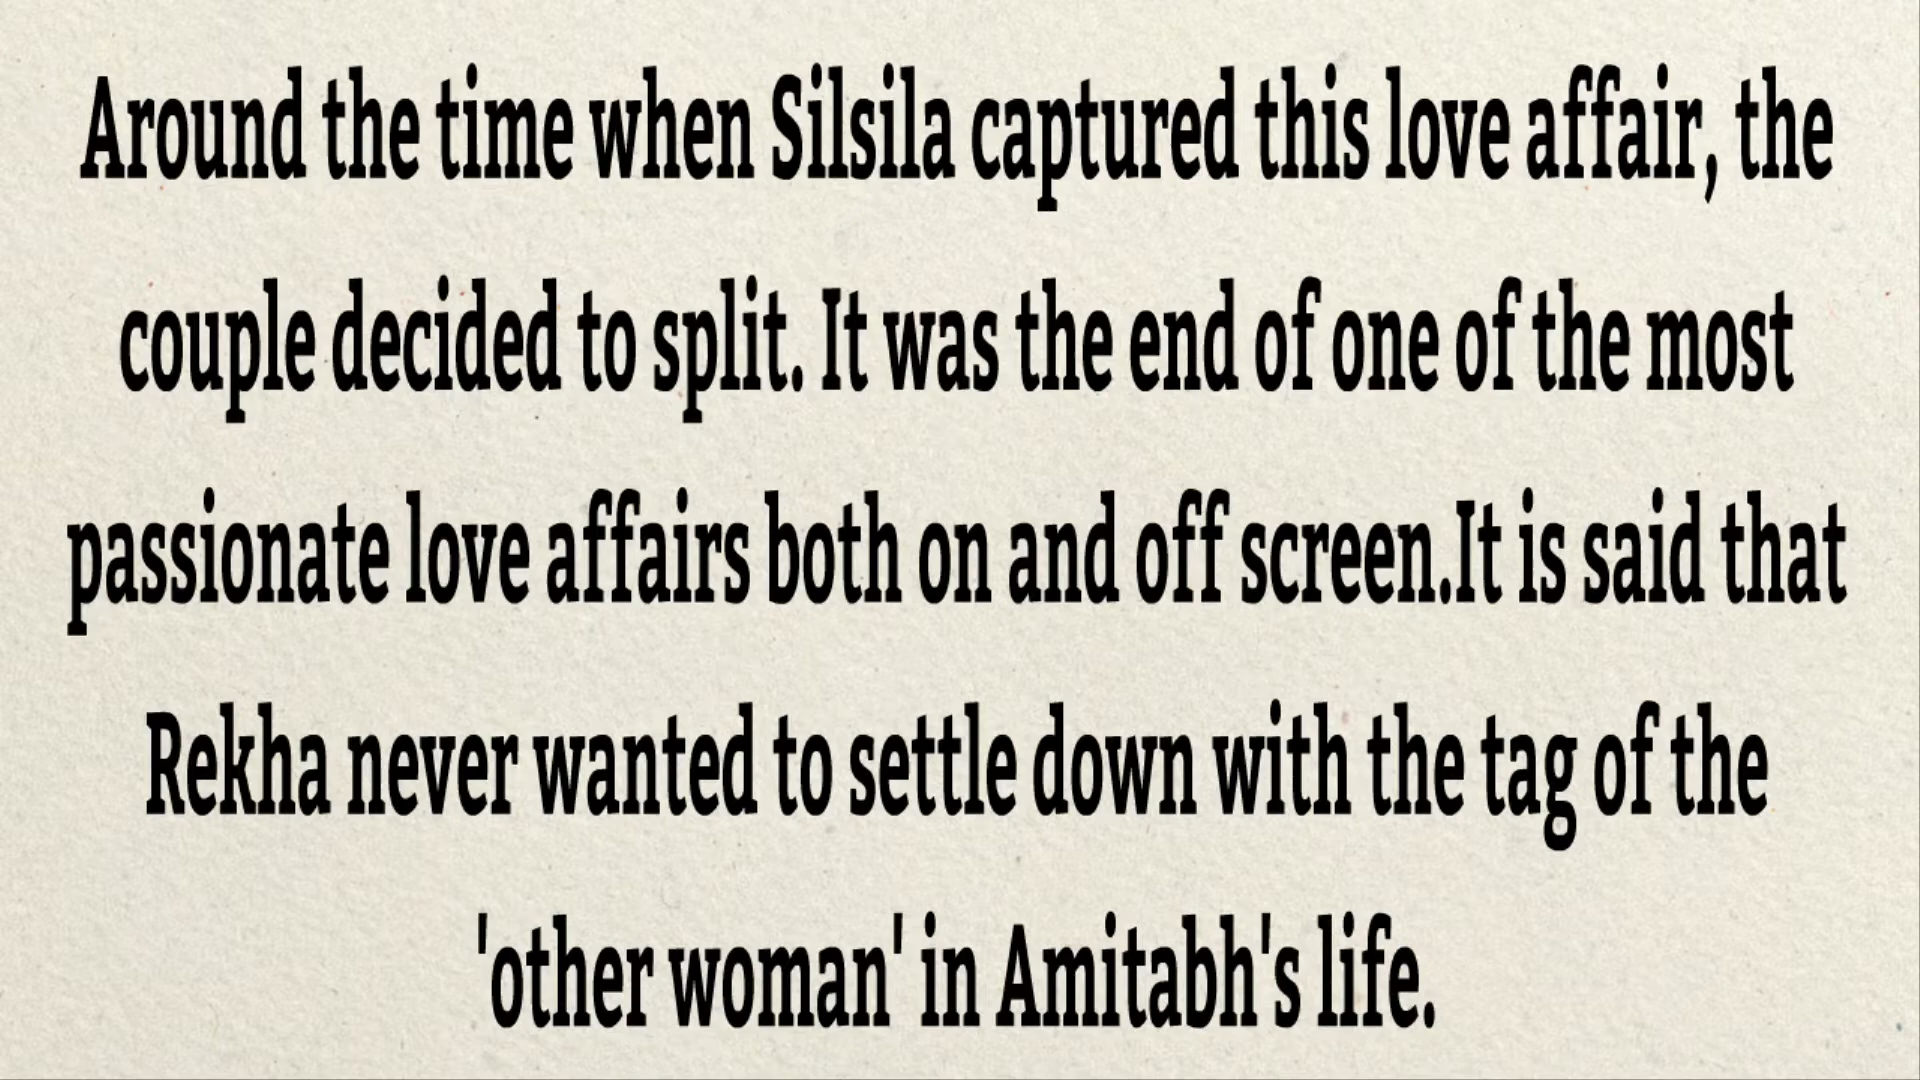 Around the time when Silsila captured this love affair, the
couple decided to split. It was the end of one of the most
passionate love affairs both on and off screen.It is said that
Rekha never wanted to settle down with the tag of the
'other woman' in Amitabh's life.